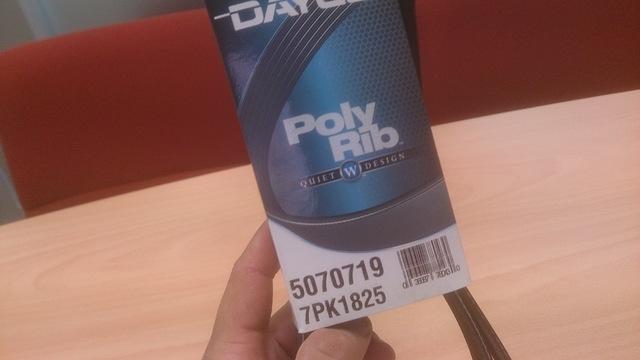 Poly
Rib
QUIET W DESIGN
5070719
7PK1825